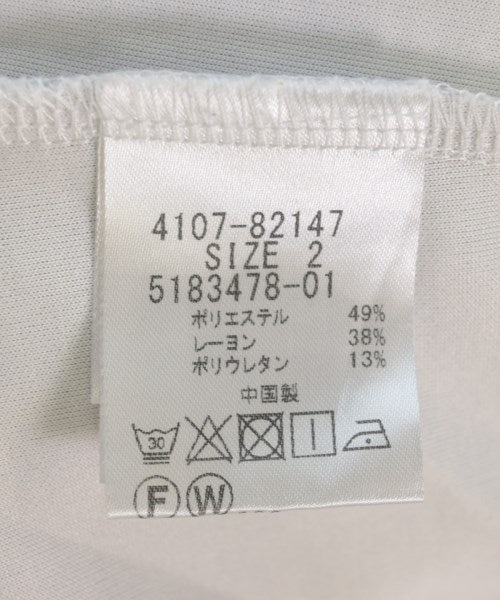 4107-82147
SIZE 2
5183478-01
ポリエステル 49%
レーヨン 38%
ポリウレタン 13%
中国製
30
F W